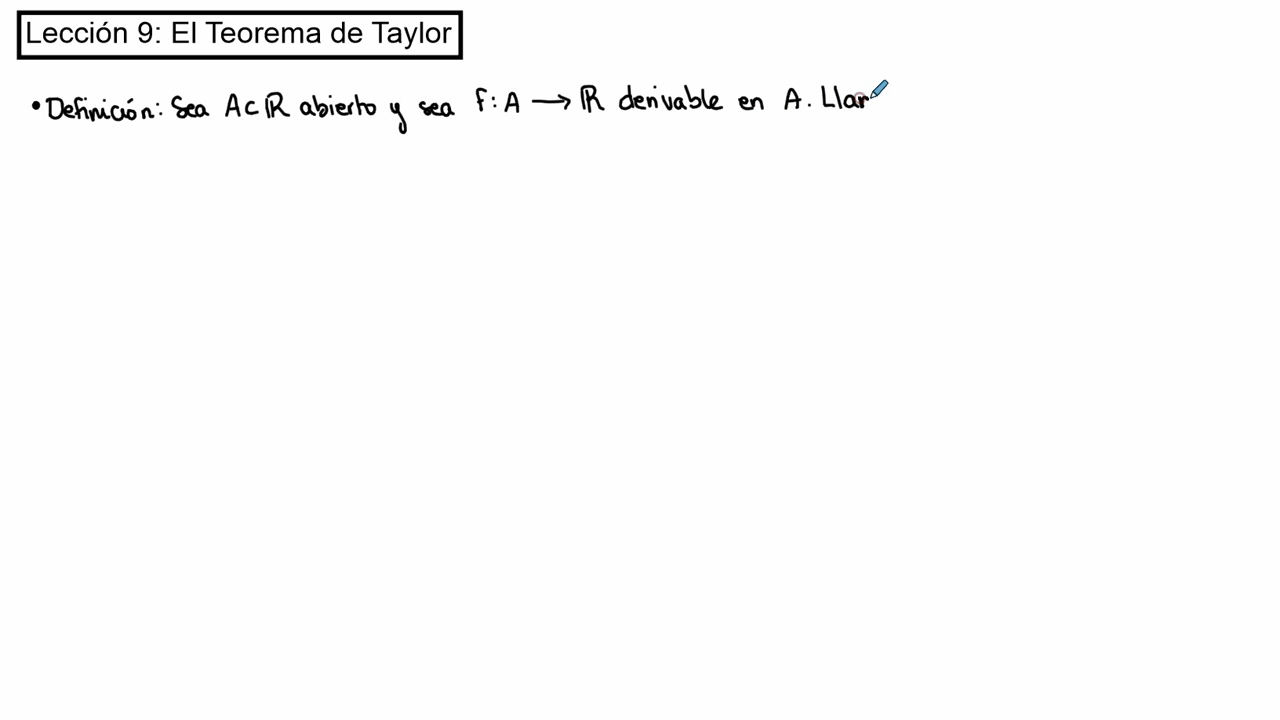 Lección 9: El Teorema de Taylor
• Definición: Sea A⊂ℝ abierto y sea f: A ⟶ ℝ derivable en A. Llar